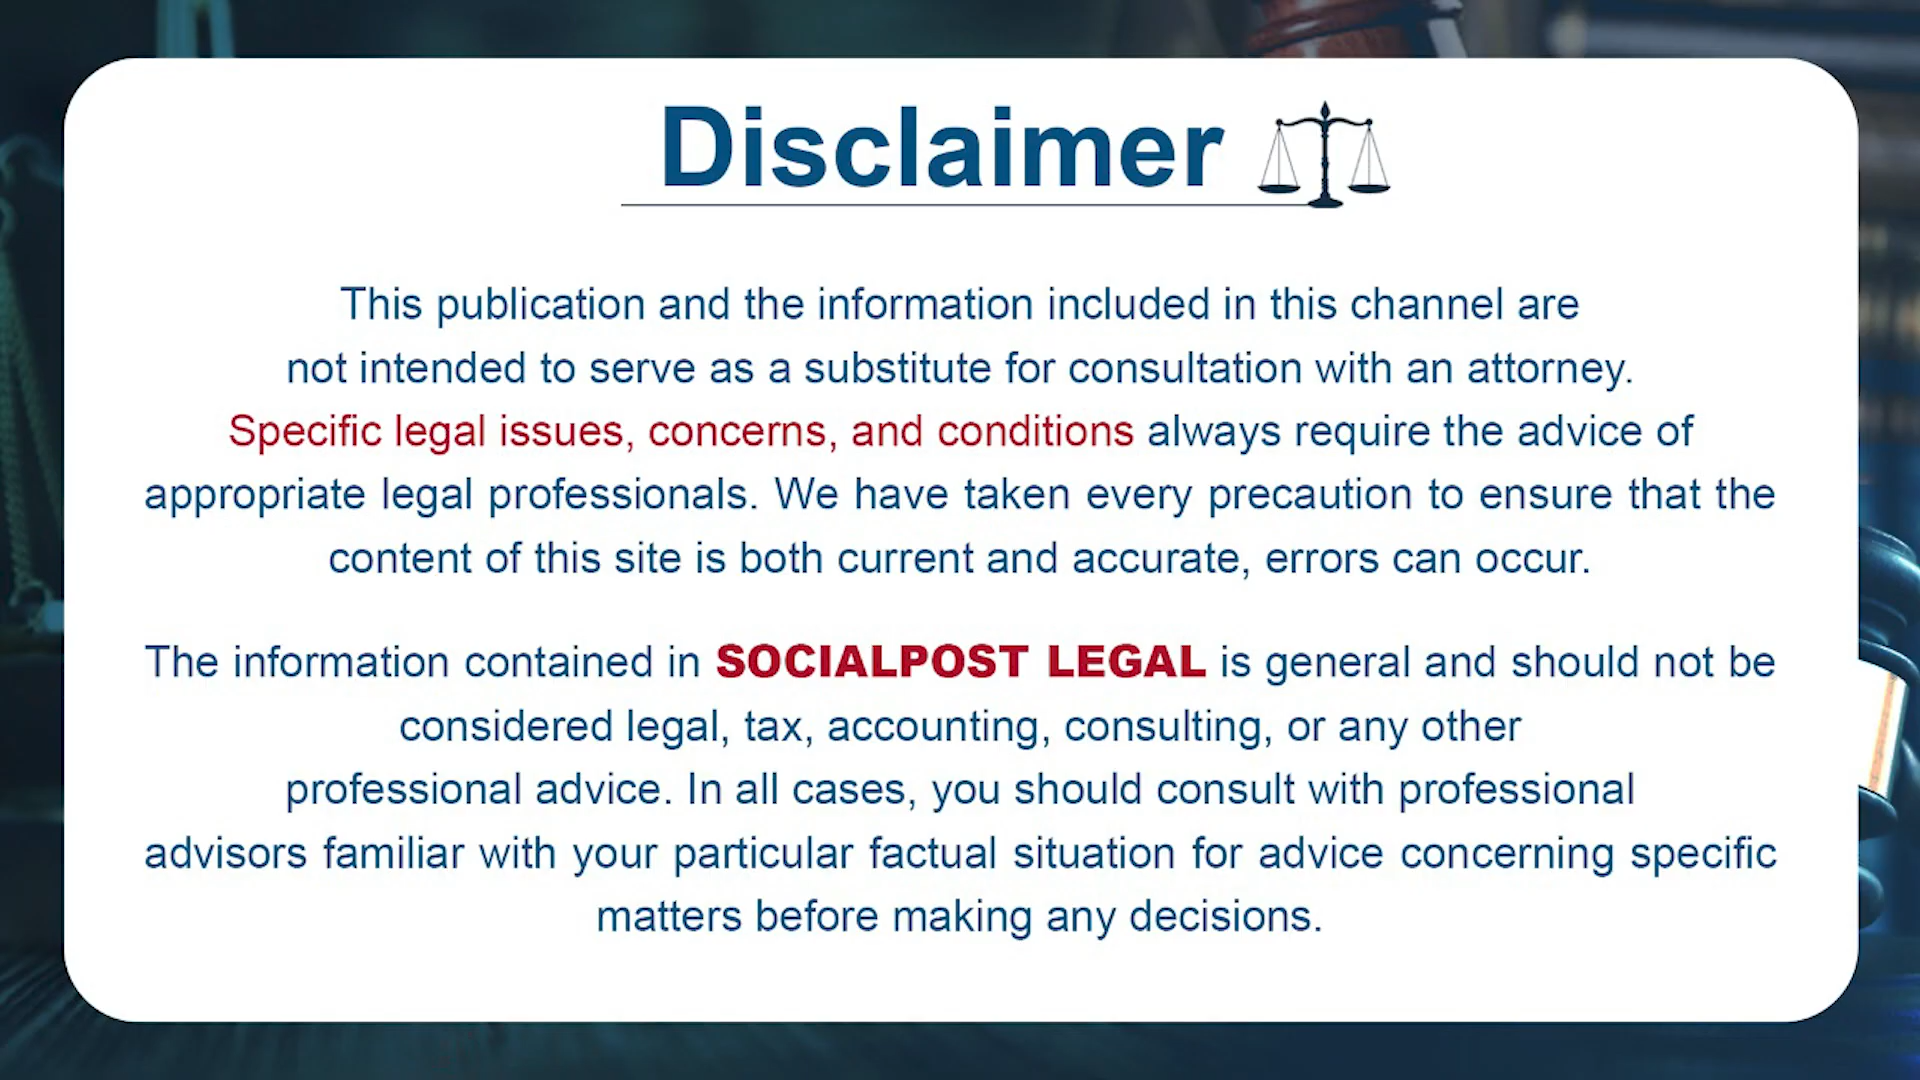 Disclaimer
This publication and the information included in this channel are
not intended to serve as a substitute for consultation with an attorney.
Specific legal issues, concerns, and conditions always require the advice of
appropriate legal professionals. We have taken every precaution to ensure that the
content of this site is both current and accurate, errors can occur.
The information contained in SOCIALPOST LEGAL is general and should not be
considered legal, tax, accounting, consulting, or any other
professional advice. In all cases, you should consult with professional
advisors familiar with your particular factual situation for advice concerning specific
matters before making any decisions.